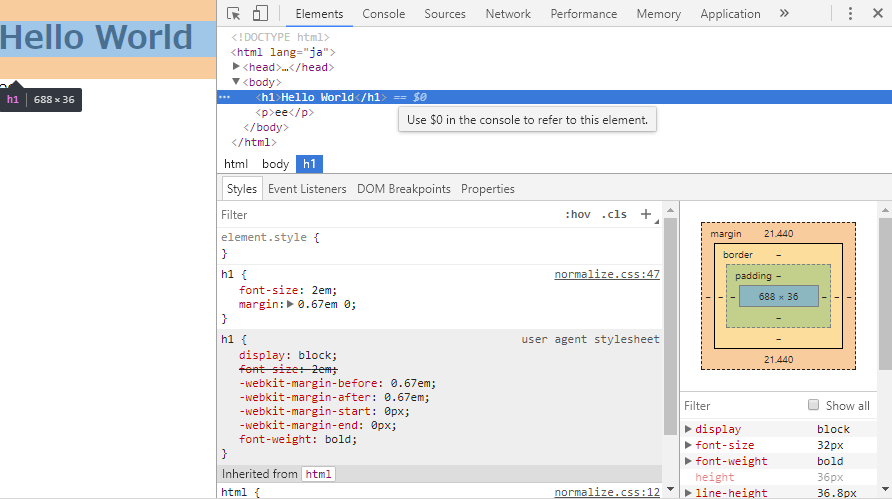 Hello World
h1 688 × 36
Elements Console Sources Network Performance Memory Application »
<!DOCTYPE html>
<html lang="ja">
<head>…</head>
<body>
<h1>Hello World</h1> == $0
<p>ee</p>
</body>
</html>
Use $0 in the console to refer to this element.
html body h1
Styles Event Listeners DOM Breakpoints Properties
Filter :hov .cls +
element.style {
}
h1 { normalize.css:47
font-size: 2em;
margin: 0.67em 0;
}
h1 { user agent stylesheet
display: block;
font-size: 2em;
-webkit-margin-before: 0.67em;
-webkit-margin-after: 0.67em;
-webkit-margin-start: 0px;
-webkit-margin-end: 0px;
font-weight: bold;
}
Inherited from html
html { normalize.css:12
margin 21.440
border –
padding –
– – – 688 × 36 – – –
–
–
21.440
Filter Show all
display block
font-size 32px
font-weight bold
height 36px
line-height 36.8px